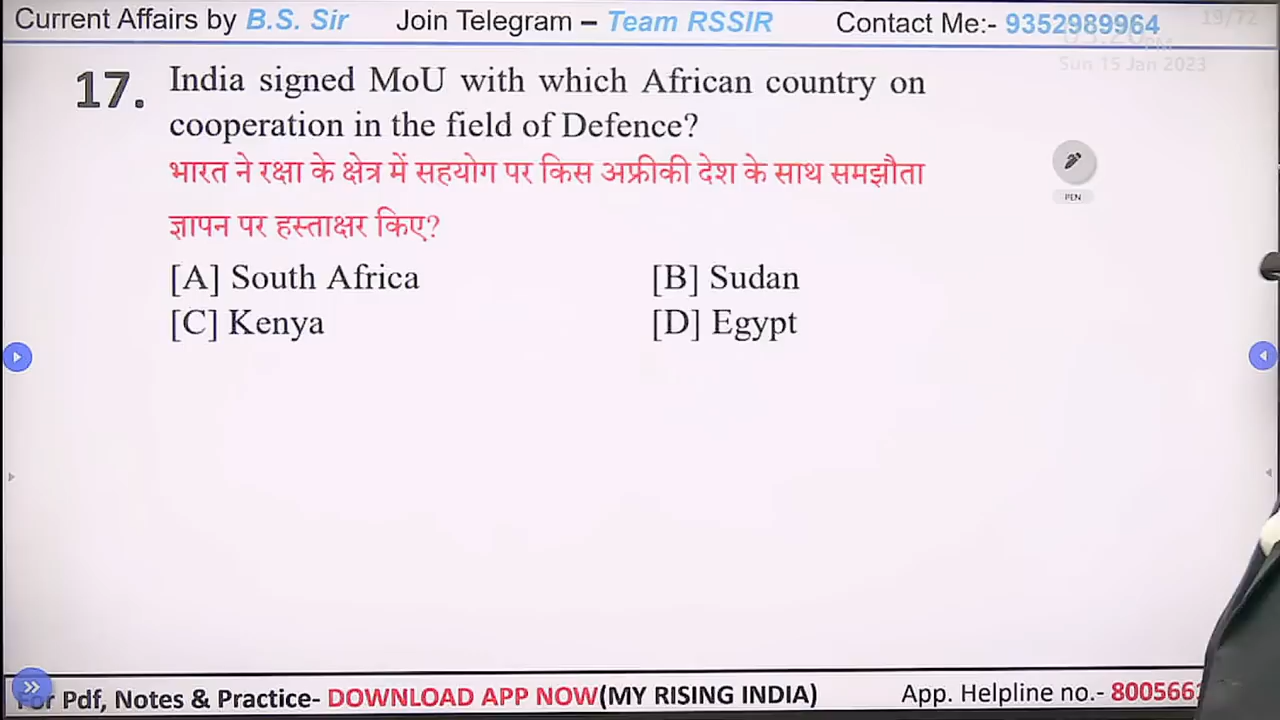 Current Affairs by B.S. Sir Join Telegram – Team RSSIR Contact Me:- 9352989964
19/72
Sun 15 Jan 2023
17. India signed MoU with which African country on
cooperation in the field of Defence?
भारत ने रक्षा के क्षेत्र में सहयोग पर किस अफ्रीकी देश के साथ समझौता
ज्ञापन पर हस्ताक्षर किए?
PEN
[A] South Africa [B] Sudan
[C] Kenya [D] Egypt
For Pdf, Notes & Practice- DOWNLOAD APP NOW(MY RISING INDIA) App. Helpline no.- 800566